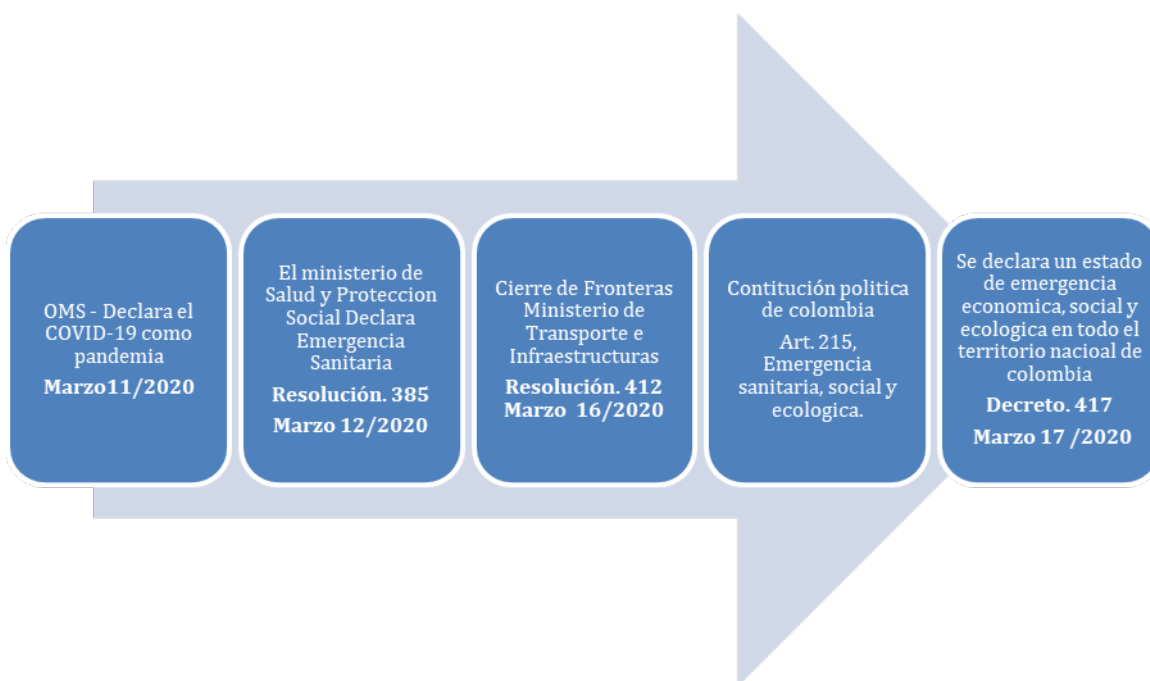 OMS - Declara el
COVID-19 como
pandemia
Marzo11/2020
El ministerio de
Salud y Proteccion
Social Declara
Emergencia
Sanitaria
Resolución. 385
Marzo 12/2020
Cierre de Fronteras
Ministerio de
Transporte e
Infraestructuras
Resolución. 412
Marzo 16/2020
Contitución politica
de colombia
Art. 215,
Emergencia
sanitaria, social y
ecologica.
Se declara un estado
de emergencia
economica, social y
ecologica en todo el
territorio nacioal de
colombia
Decreto. 417
Marzo 17 /2020